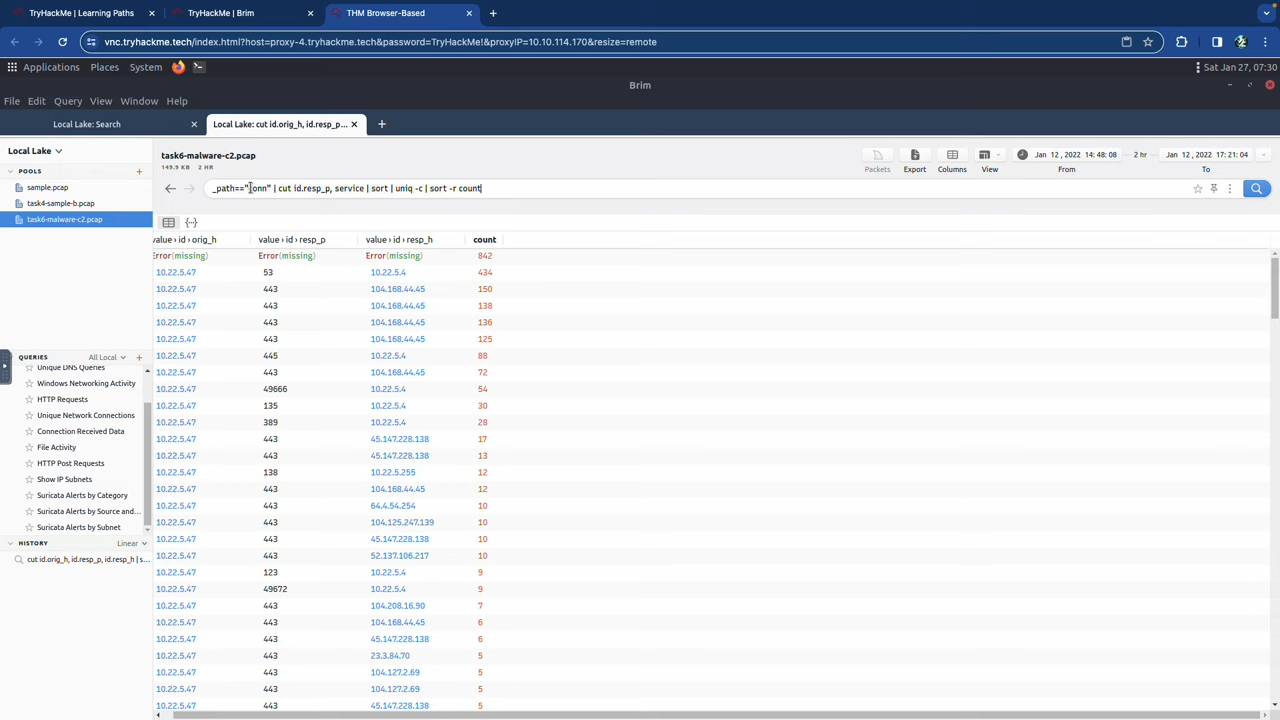 TryHackMe | Learning Paths
TryHackMe | Brim
THM Browser-Based
vnc.tryhackme.tech/index.html?host=proxy-4.tryhackme.tech&password=TryHackMe!&proxyIP=10.10.114.170&resize=remote
Applications Places System Sat Jan 27, 07:30
Brim
File Edit Query View Window Help
Local Lake: Search Local Lake: cut id.orig_h, id.resp_p...
Local Lake
POOLS
sample.pcap
task4-sample-b.pcap
task6-malware-c2.pcap
QUERIES All Local
Unique DNS Queries
Windows Networking Activity
HTTP Requests
Unique Network Connections
Connection Received Data
File Activity
HTTP Post Requests
Show IP Subnets
Suricata Alerts by Category
Suricata Alerts by Source and...
Suricata Alerts by Subnet
HISTORY Linear
cut id.orig_h, id.resp_p, id.resp_h | s...
task6-malware-c2.pcap
149.9 KB 2 HR
Packets Export Columns View From Jan 12, 2022 14:48:08 2 hr Jan 12, 2022 17:21:04 To
_path=="conn" | cut id.resp_p, service | sort | uniq -c | sort -r count
value › id › orig_h value › id › resp_p value › id › resp_h count
Error(missing) Error(missing) Error(missing) 842
10.22.5.47 53 10.22.5.4 434
10.22.5.47 443 104.168.44.45 150
10.22.5.47 443 104.168.44.45 138
10.22.5.47 443 104.168.44.45 136
10.22.5.47 443 104.168.44.45 125
10.22.5.47 445 10.22.5.4 88
10.22.5.47 443 104.168.44.45 72
10.22.5.47 49666 10.22.5.4 54
10.22.5.47 135 10.22.5.4 30
10.22.5.47 389 10.22.5.4 28
10.22.5.47 443 45.147.228.138 17
10.22.5.47 443 45.147.228.138 13
10.22.5.47 138 10.22.5.255 12
10.22.5.47 443 104.168.44.45 12
10.22.5.47 443 64.4.54.254 10
10.22.5.47 443 104.125.247.139 10
10.22.5.47 443 45.147.228.138 10
10.22.5.47 443 52.137.106.217 10
10.22.5.47 123 10.22.5.4 9
10.22.5.47 49672 10.22.5.4 9
10.22.5.47 443 104.208.16.90 7
10.22.5.47 443 104.168.44.45 6
10.22.5.47 443 45.147.228.138 6
10.22.5.47 443 23.3.84.70 5
10.22.5.47 443 104.127.2.69 5
10.22.5.47 443 104.127.2.69 5
10.22.5.47 443 45.147.228.138 5